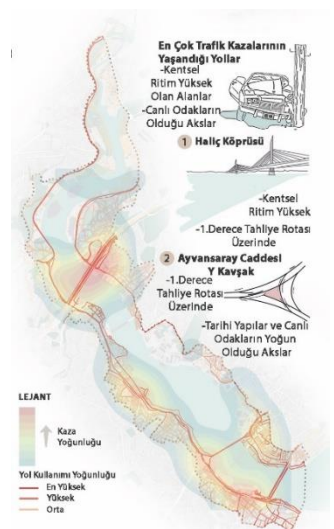 En Çok Trafik Kazalarının
Yaşandığı Yollar
-Kentsel
Ritim Yüksek
Olan Alanlar
-Canlı Odakların
Olduğu Akslar
1 Haliç Köprüsü
-Kentsel
Ritim Yüksek
-1.Derece Tahliye Rotası
Üzerinde
2 Ayvansaray Caddesi
Y Kavşak
-1.Derece
Tahliye Rotası
Üzerinde
-Tarihi Yapılar ve Canlı
Odakların Yoğun
Olduğu Akslar
LEJANT
Kaza
Yoğunluğu
Yol Kullanımı Yoğunluğu
En Yüksek
Yüksek
Orta